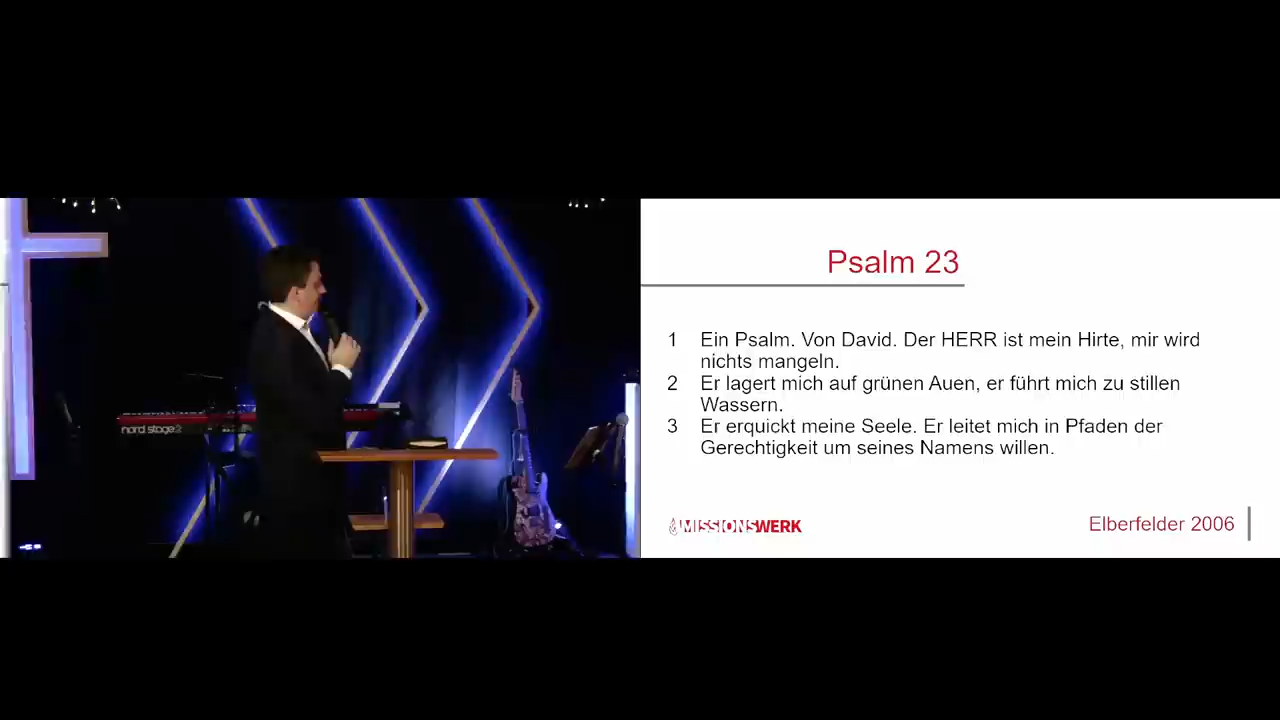 nord stage 2
Psalm 23
1 Ein Psalm. Von David. Der HERR ist mein Hirte, mir wird
nichts mangeln.
2 Er lagert mich auf grünen Auen, er führt mich zu stillen
Wassern.
3 Er erquickt meine Seele. Er leitet mich in Pfaden der
Gerechtigkeit um seines Namens willen.
MISSIONSWERK
Elberfelder 2006